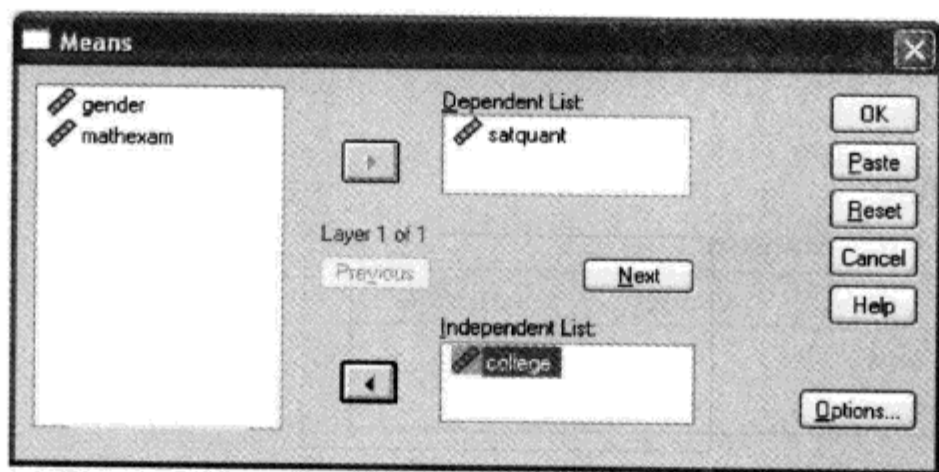 Means
gender
mathexam
Dependent List:
satquant
Layer 1 of 1
Previous
Next
Independent List:
college
OK
Paste
Reset
Cancel
Help
Options...